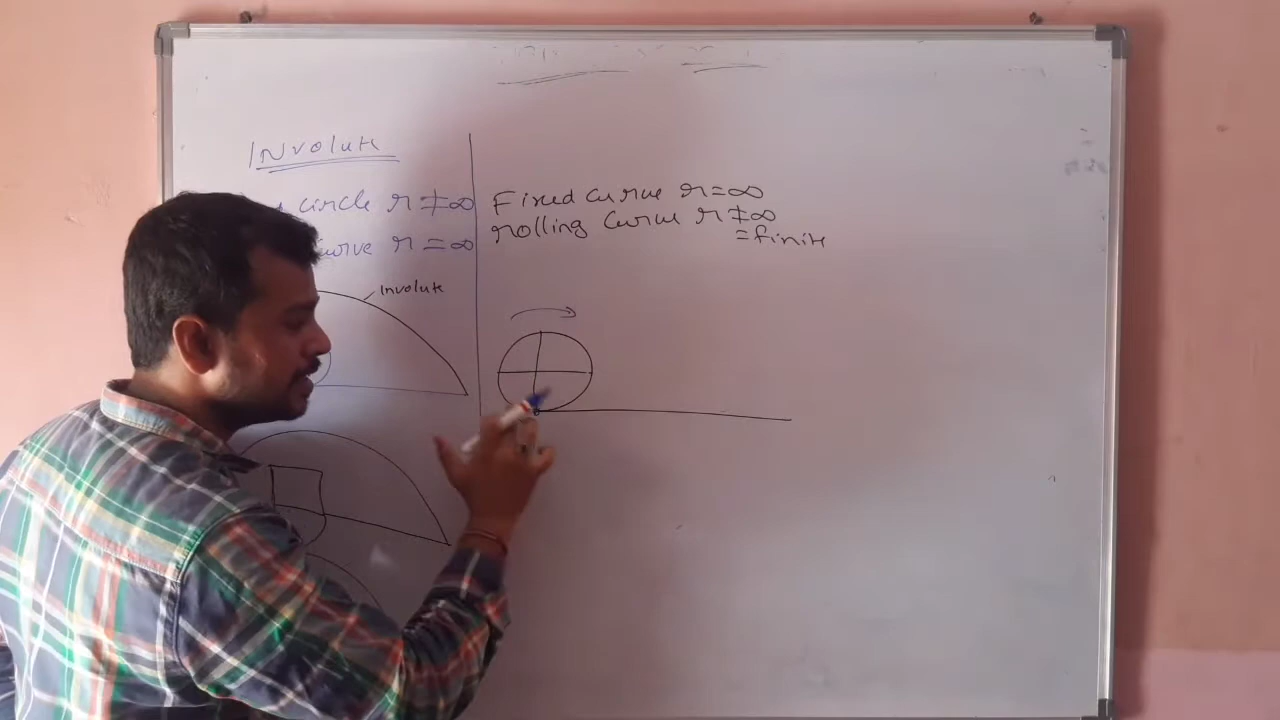 Involute
circle r ≠ ∞
curve r = ∞
Involute
Fixed curve r = ∞
rolling Curve r ≠ ∞
= finite